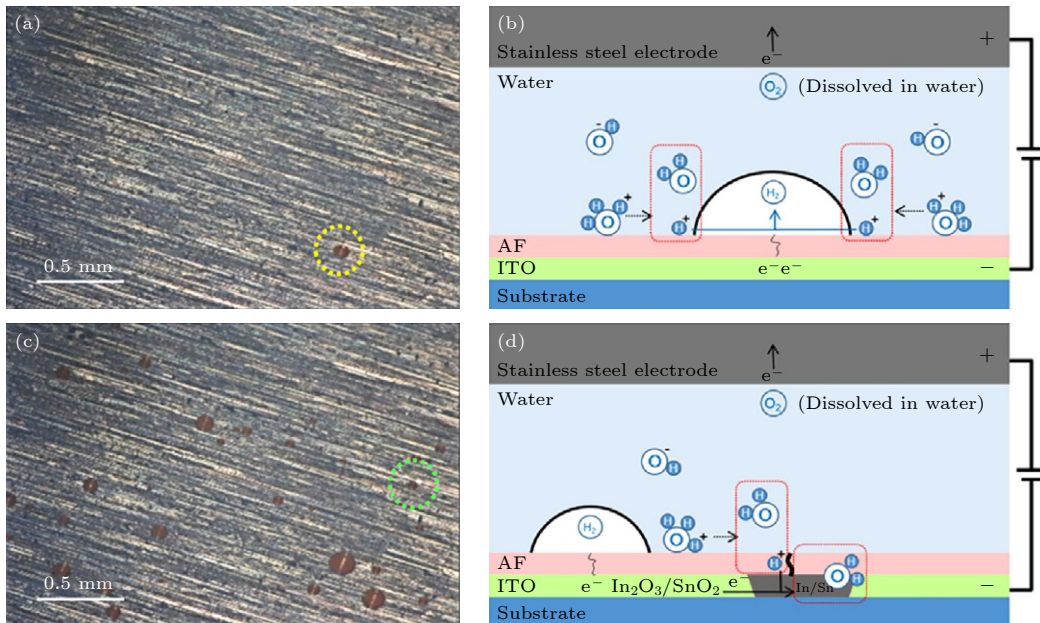 (a)
0.5 mm
(b)
Stainless steel electrode
e⁻
+
Water
O₂ (Dissolved in water)
-
O H
H
H O
H
H O
H
-
H O
H H +
O H
H +
H₂
H +
H + H
O H
AF
ITO
e⁻e⁻
−
Substrate
(c)
0.5 mm
(d)
Stainless steel electrode
e⁻
+
Water
O₂ (Dissolved in water)
O -
H
H₂
H H
O H +
H
H O
H +
H
O H
AF
ITO
e⁻ In₂O₃/SnO₂ e⁻
In/Sn
−
Substrate